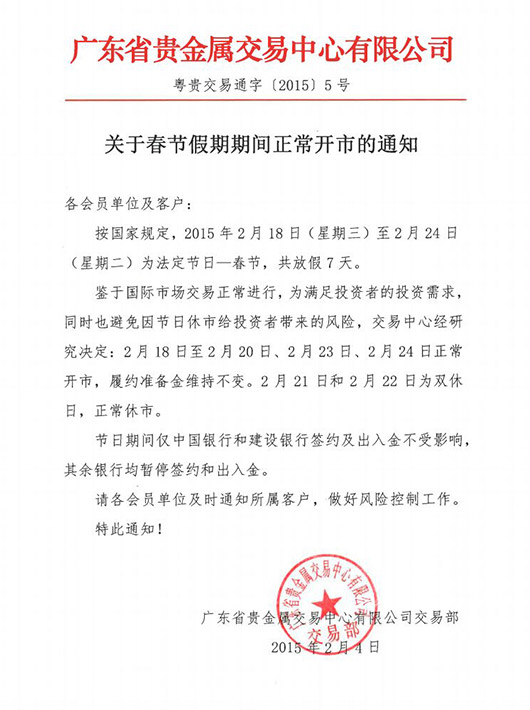 广东省贵金属交易中心有限公司
粤贵交易通字〔2015〕5号
关于春节假期期间正常开市的通知
各会员单位及客户：
按国家规定，2015年2月18日（星期三）至2月24日
（星期二）为法定节日—春节，共放假7天。
鉴于国际市场交易正常进行，为满足投资者的投资需求，
同时也避免因节日休市给投资者带来的风险，交易中心经研
究决定：2月18日至2月20日、2月23日、2月24日正常
开市，履约准备金维持不变。2月21日和2月22日为双休
日，正常休市。
节日期间仅中国银行和建设银行签约及出入金不受影响，
其余银行均暂停签约和出入金。
请各会员单位及时通知所属客户，做好风险控制工作。
特此通知！
广东省贵金属交易中心有限公司
交易部
广东省贵金属交易中心有限公司交易部
2015年2月4日